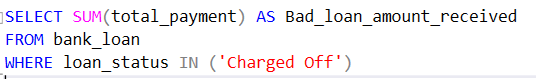 SELECT SUM(total_payment) AS Bad_loan_amount_received
FROM bank_loan
WHERE loan_status IN ('Charged Off')